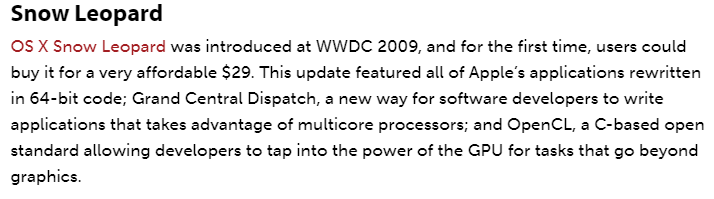 Snow Leopard
OS X Snow Leopard was introduced at WWDC 2009, and for the first time, users could
buy it for a very affordable $29. This update featured all of Apple's applications rewritten
in 64-bit code; Grand Central Dispatch, a new way for software developers to write
applications that takes advantage of multicore processors; and OpenCL, a C-based open
standard allowing developers to tap into the power of the GPU for tasks that go beyond
graphics.